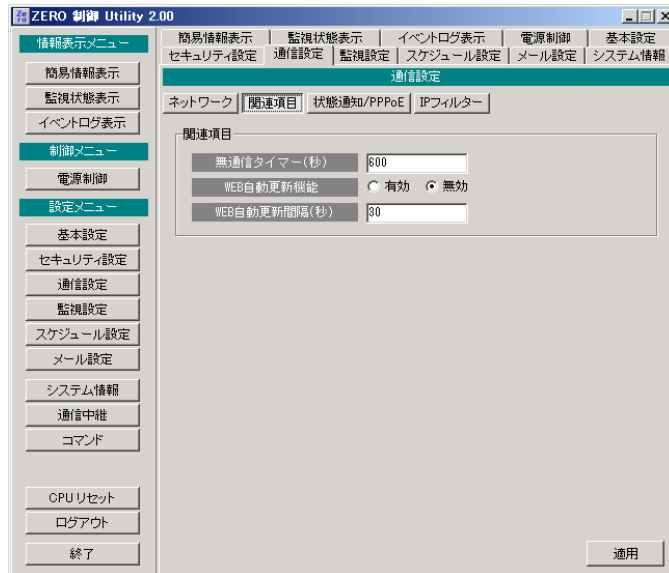 ZERO 制御 Utility 2.00
情報表示メニュー
簡易情報表示
監視状態表示
イベントログ表示
制御メニュー
電源制御
設定メニュー
基本設定
セキュリティ設定
通信設定
監視設定
スケジュール設定
メール設定
システム情報
通信中継
コマンド
CPUリセット
ログアウト
終了
簡易情報表示 監視状態表示 イベントログ表示 電源制御 基本設定
セキュリティ設定 通信設定 監視設定 スケジュール設定 メール設定 システム情報
通信設定
ネットワーク 関連項目 状態通知/PPPoE IPフィルター
関連項目
無通信タイマー(秒) 600
WEB自動更新機能 有効 無効
WEB自動更新間隔(秒) 30
適用